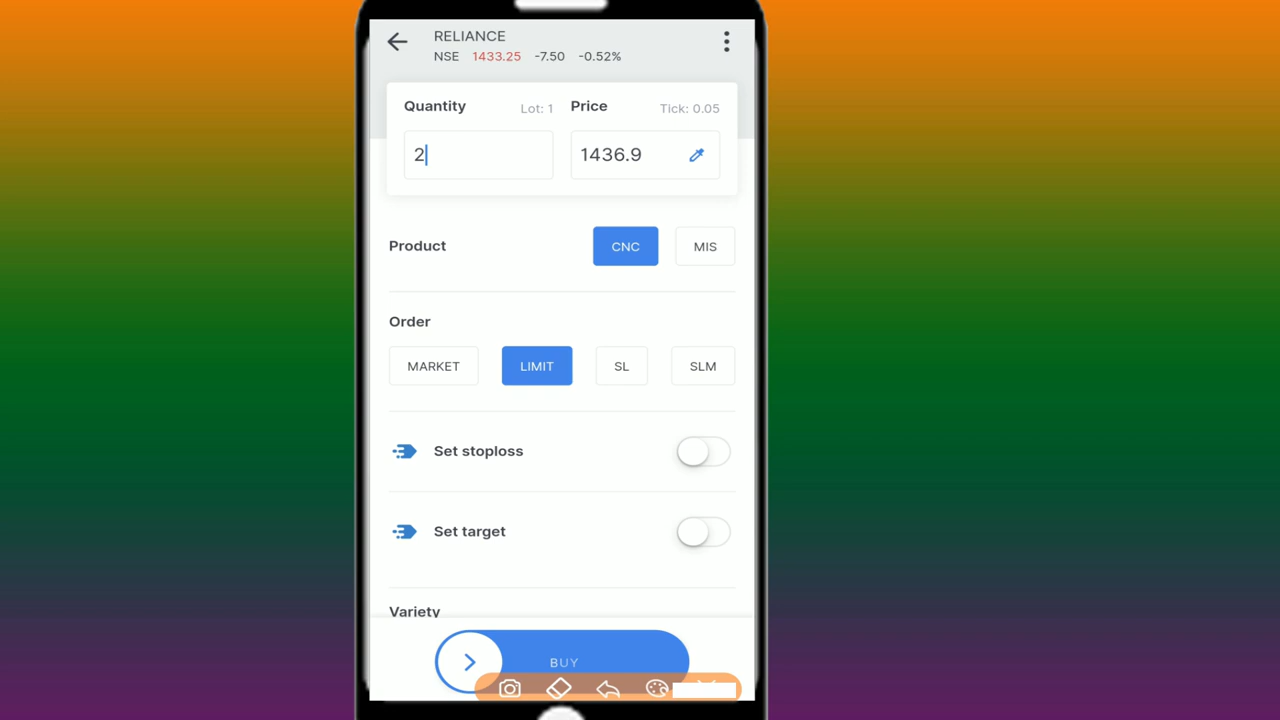 RELIANCE
NSE 1433.25 -7.50 -0.52%
Quantity Lot: 1 Price Tick: 0.05
2 1436.9
Product CNC MIS
Order
MARKET LIMIT SL SLM
Set stoploss
Set target
Variety
BUY